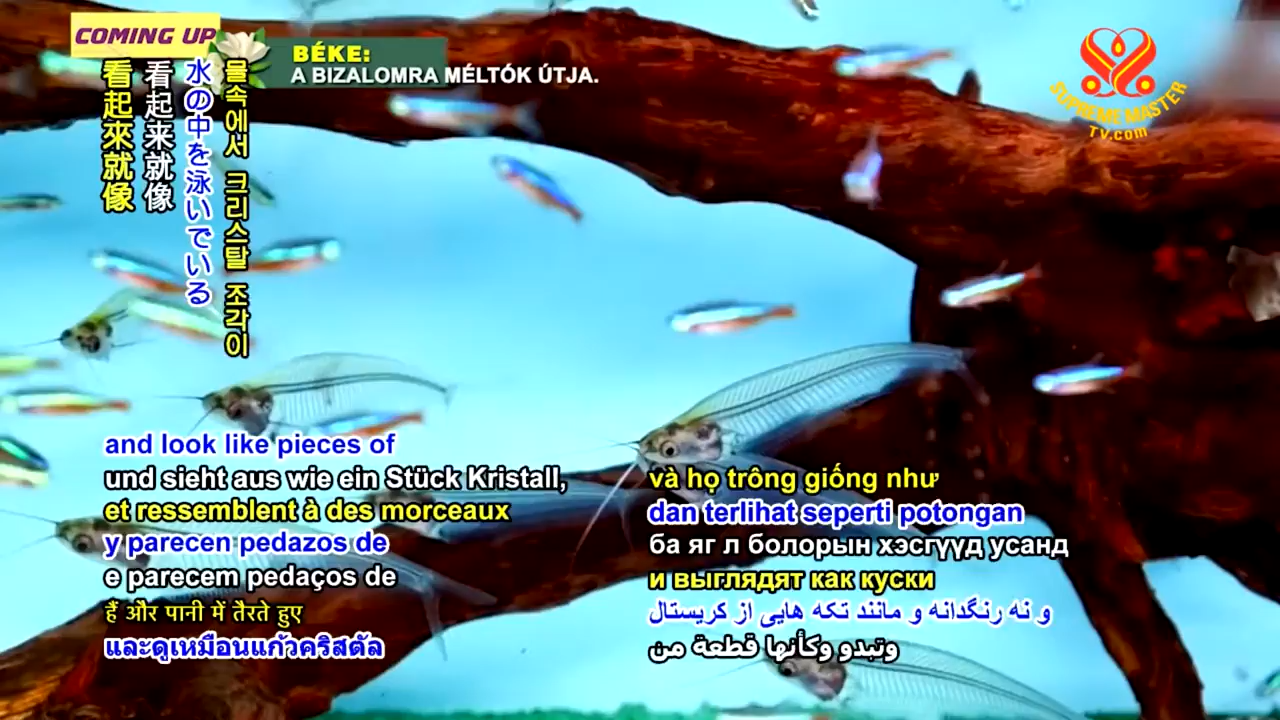 COMING UP
BÉKE:
A BIZALOMRA MÉLTÓK ÚTJA.
SUPREME MASTER
TV.com
看起來就像
看起来就像
水の中を泳いでいる
물속에서 크리스탈 조각이
and look like pieces of
und sieht aus wie ein Stück Kristall,
et ressemblent à des morceaux
y parecen pedazos de
e parecem pedaços de
हैं और पानी में तैरते हुए
และดูเหมือนแก้วคริสตัล
và họ trông giống như
dan terlihat seperti potongan
ба яг л болорын хэсгүүд усанд
и выглядят как куски
و نه رنگدانه و مانند تکه هایی از کریستال
وتبدو وكأنها قطعة من